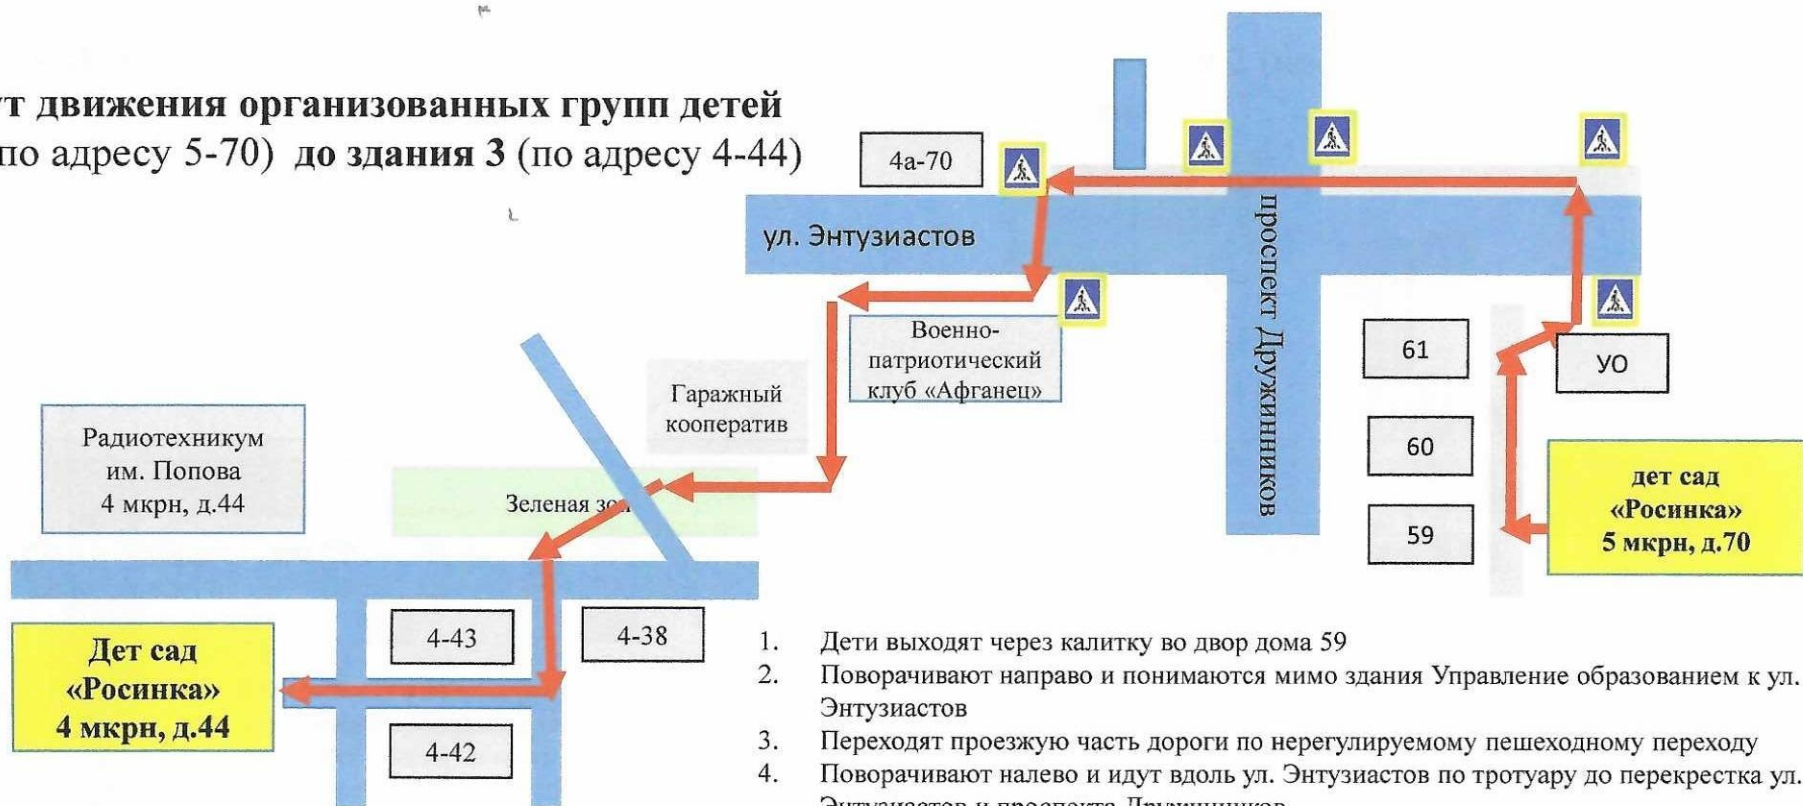 движения организованных групп детей
по адресу 5-70) до здания 3 (по адресу 4-44)
4а-70
ул. Энтузиастов
проспект Дружинников
Военно-
патриотический
клуб «Афганец»
61
УО
60
59
дет сад
«Росинка»
5 мкрн, д.70
Гаражный
кооператив
Радиотехникум
им. Попова
4 мкрн, д.44
Зеленая
4-43
4-38
Дет сад
«Росинка»
4 мкрн, д.44
4-42
1. Дети выходят через калитку во двор дома 59
2. Поворачивают направо и понимаются мимо здания Управление образованием к ул.
Энтузиастов
3. Переходят проезжую часть дороги по нерегулируемому пешеходному переходу
4. Поворачивают налево и идут вдоль ул. Энтузиастов по тротуару до перекрестка ул.
Энтузиастов и проспекта Дружинников